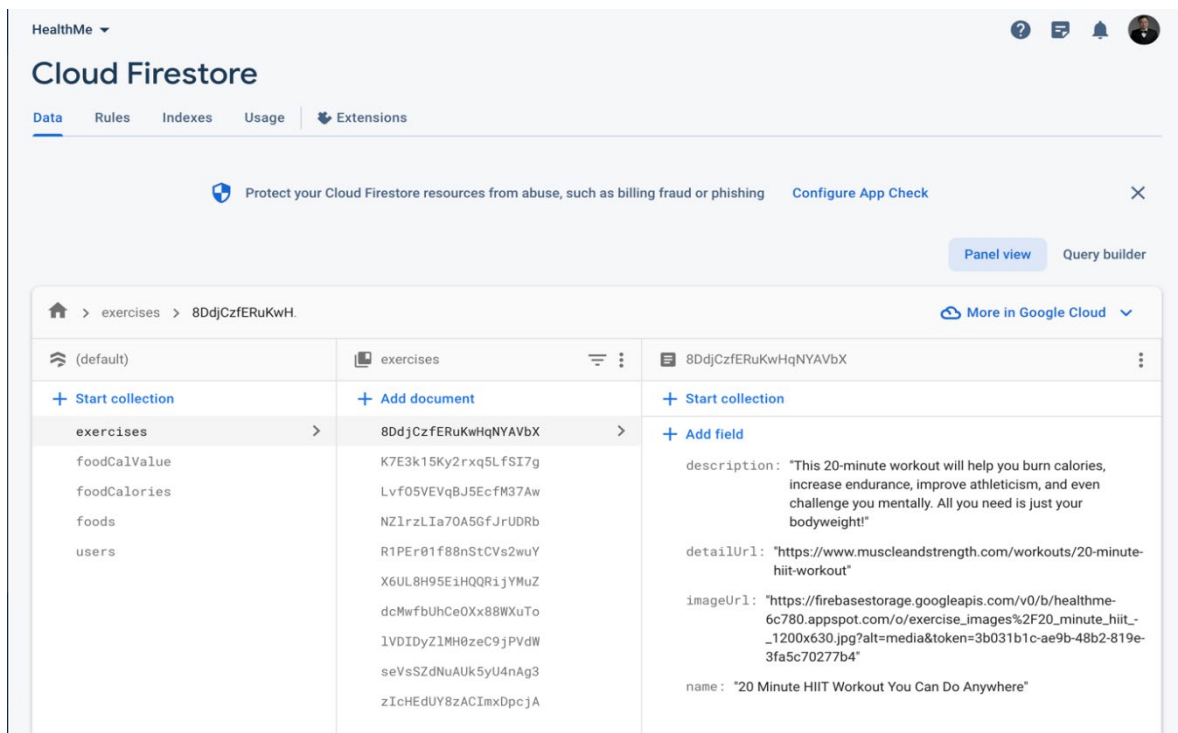 HealthMe
Cloud Firestore
Data Rules Indexes Usage Extensions
Protect your Cloud Firestore resources from abuse, such as billing fraud or phishing Configure App Check
Panel view Query builder
exercises > 8DdjCzfERuKwH.
More in Google Cloud
(default)
+ Start collection
exercises
foodCalValue
foodCalories
foods
users
exercises
+ Add document
8DdjCzfERuKwHqNYAVbX
K7E3k15Ky2rxq5LfSI7g
LvfO5VEVqBJ5EcfM37Aw
NZlrzLIa7OA5GfJrUDRb
R1PEr01f88nStCVs2wuY
X6UL8H95EiHQQRijYMuZ
dcMwfbUhCeOXx88WXuTo
lVDIDyZlMH0zeC9jPVdW
seVsSZdNuAUk5yU4nAg3
zIcHEdUY8zACImxDpcjA
8DdjCzfERuKwHqNYAVbX
+ Start collection
+ Add field
description: "This 20-minute workout will help you burn calories,
increase endurance, improve athleticism, and even
challenge you mentally. All you need is just your
bodyweight!"
detailUrl: "https://www.muscleandstrength.com/workouts/20-minute-
hiit-workout"
imageUrl: "https://firebasestorage.googleapis.com/v0/b/healthme-
6c780.appspot.com/o/exercise_images%2F20_minute_hiit_-
_1200x630.jpg?alt=media&token=3b031b1c-ae9b-48b2-819e-
3fa5c70277b4"
name: "20 Minute HIIT Workout You Can Do Anywhere"